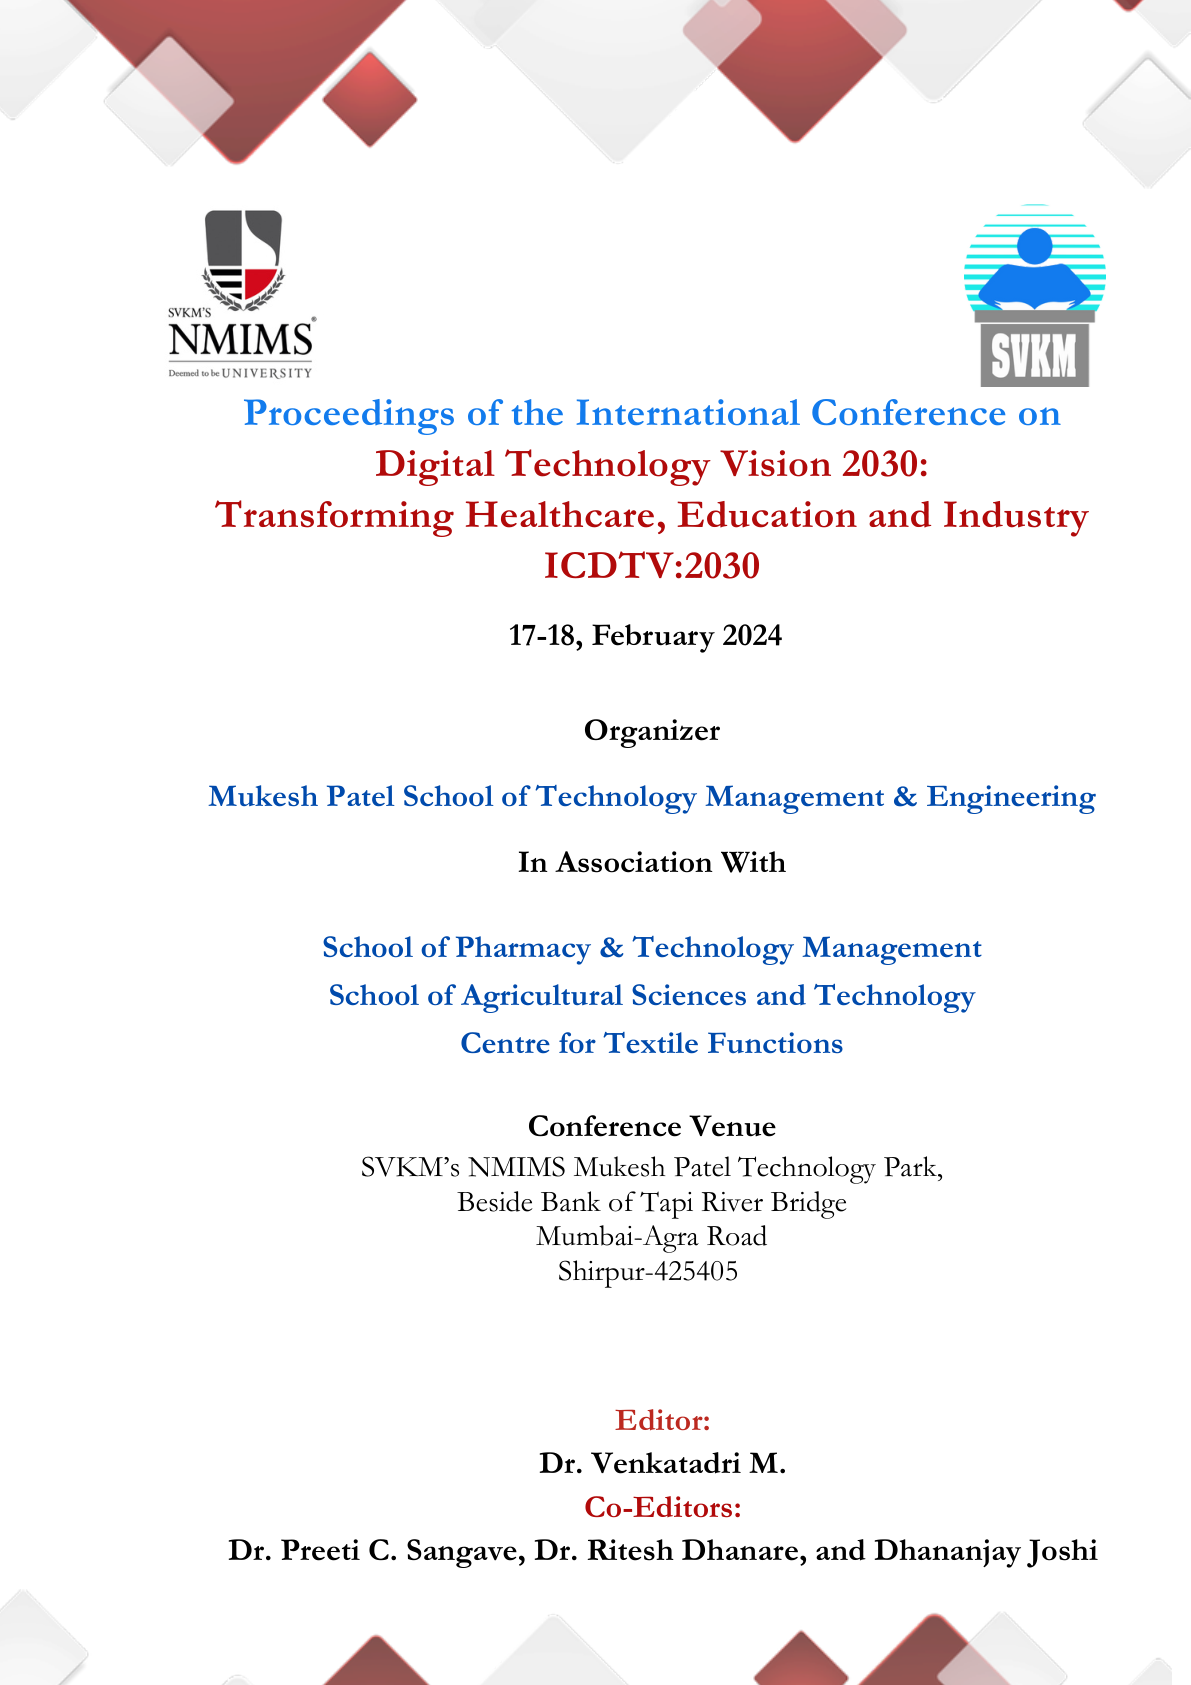 SVKM'S
NMIMS®
Deemed to be UNIVERSITY
SVKM
Proceedings of the International Conference on
Digital Technology Vision 2030:
Transforming Healthcare, Education and Industry
ICDTV:2030
17-18, February 2024
Organizer
Mukesh Patel School of Technology Management & Engineering
In Association With
School of Pharmacy & Technology Management
School of Agricultural Sciences and Technology
Centre for Textile Functions
Conference Venue
SVKM’s NMIMS Mukesh Patel Technology Park,
Beside Bank of Tapi River Bridge
Mumbai-Agra Road
Shirpur-425405
Editor:
Dr. Venkatadri M.
Co-Editors:
Dr. Preeti C. Sangave, Dr. Ritesh Dhanare, and Dhananjay Joshi